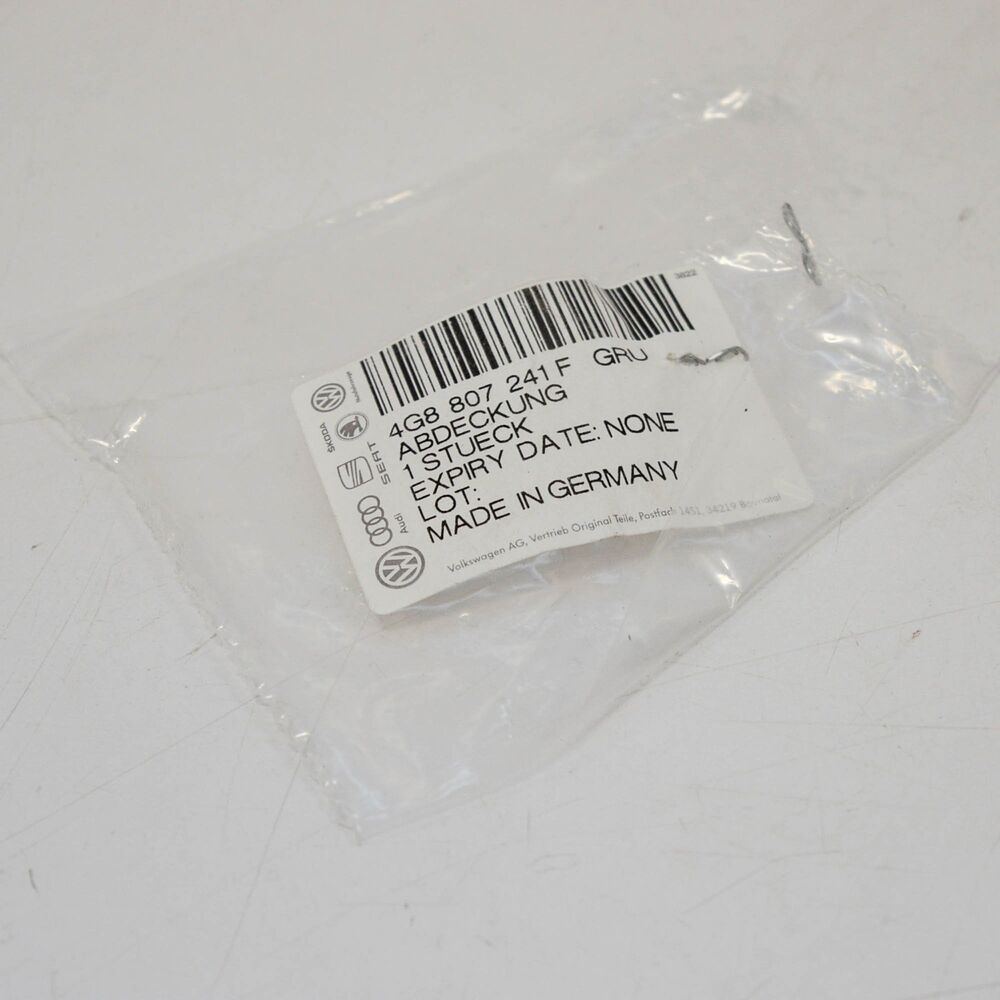 3822
4G8 807 241 F GRU
ABDECKUNG
1 STUECK
EXPIRY DATE: NONE
LOT:
MADE IN GERMANY
Volkswagen AG, Vertrieb Original Teile, Postfach 1451, 34219 Baunatal
Nutzfahrzeuge
ŠKODA
SEAT
Audi